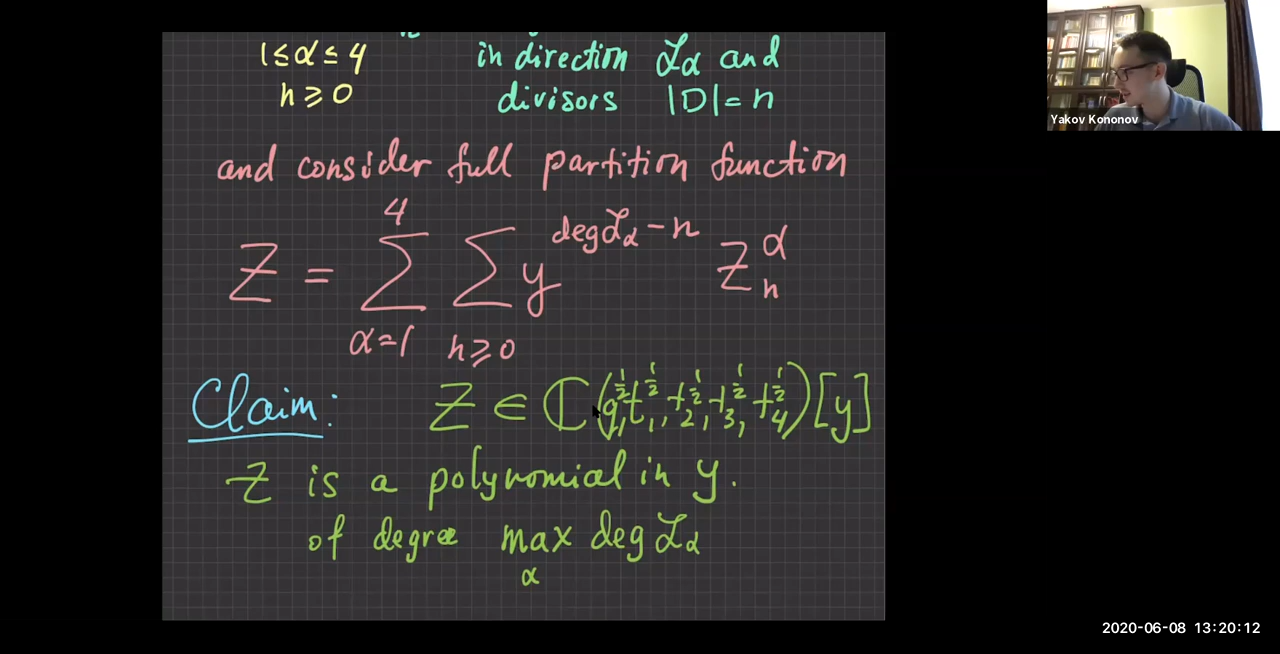 1 ≤ α ≤ 4 in direction ℒα and
n ≥ 0 divisors |D| = n
Yakov Kononov
and consider full partition function
Z = ∑_{α=1}^{4} ∑_{n≥0} y^{deg ℒα − n} Z_n^α
Claim: Z ∈ ℂ(q^{1/2}, t_1^{1/2}, t_2^{1/2}, t_3^{1/2}, t_4^{1/2})[y]
Z is a polynomial in y.
of degree max_α deg ℒα
2020-06-08 13:20:12